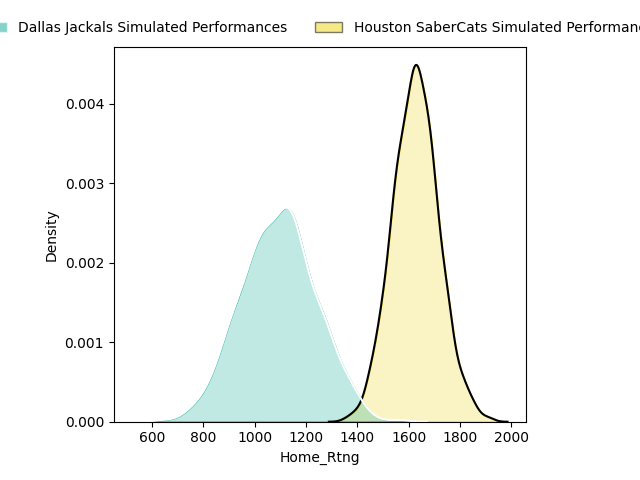 Dallas Jackals Simulated Performances
Houston SaberCats Simulated
Density
0.004
0.003
0.002
0.001
0.000
600 800 1000 1200 1400 1600 1800 2000
Home_Rtng